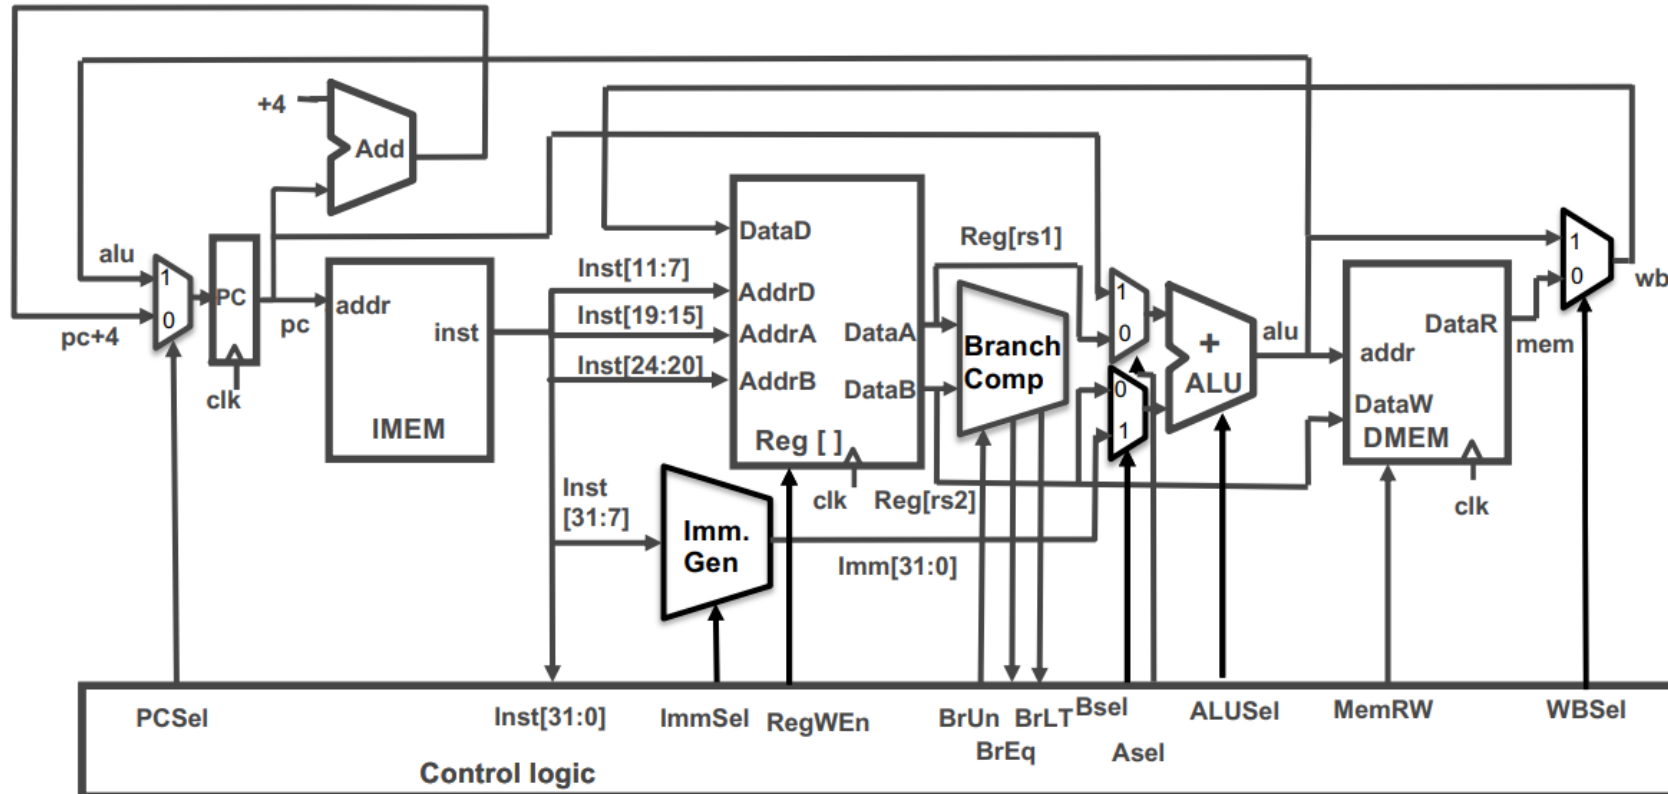 +4
Add
alu
1
0
pc+4
PC
clk
pc
addr
inst
IMEM
Inst[11:7]
Inst[19:15]
Inst[24:20]
Inst
[31:7]
DataD
AddrD
AddrA
AddrB
DataA
DataB
Reg [ ]
clk
Reg[rs1]
Reg[rs2]
Branch
Comp
Imm.
Gen
Imm[31:0]
1
0
0
1
+
ALU
alu
addr
DataW
DataR
DMEM
clk
mem
1
0
wb
PCSel
Inst[31:0]
ImmSel
RegWEn
BrUn
BrEq
BrLT
Bsel
Asel
ALUSel
MemRW
WBSel
Control logic